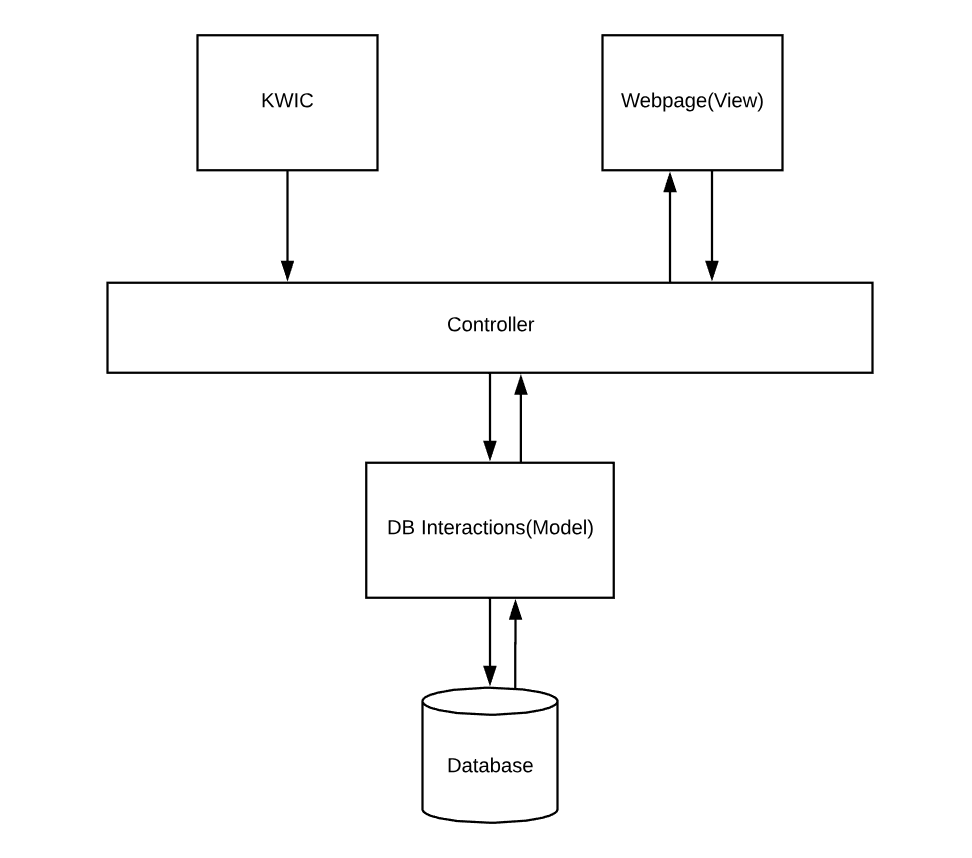 KWIC
Webpage(View)
Controller
DB Interactions(Model)
Database